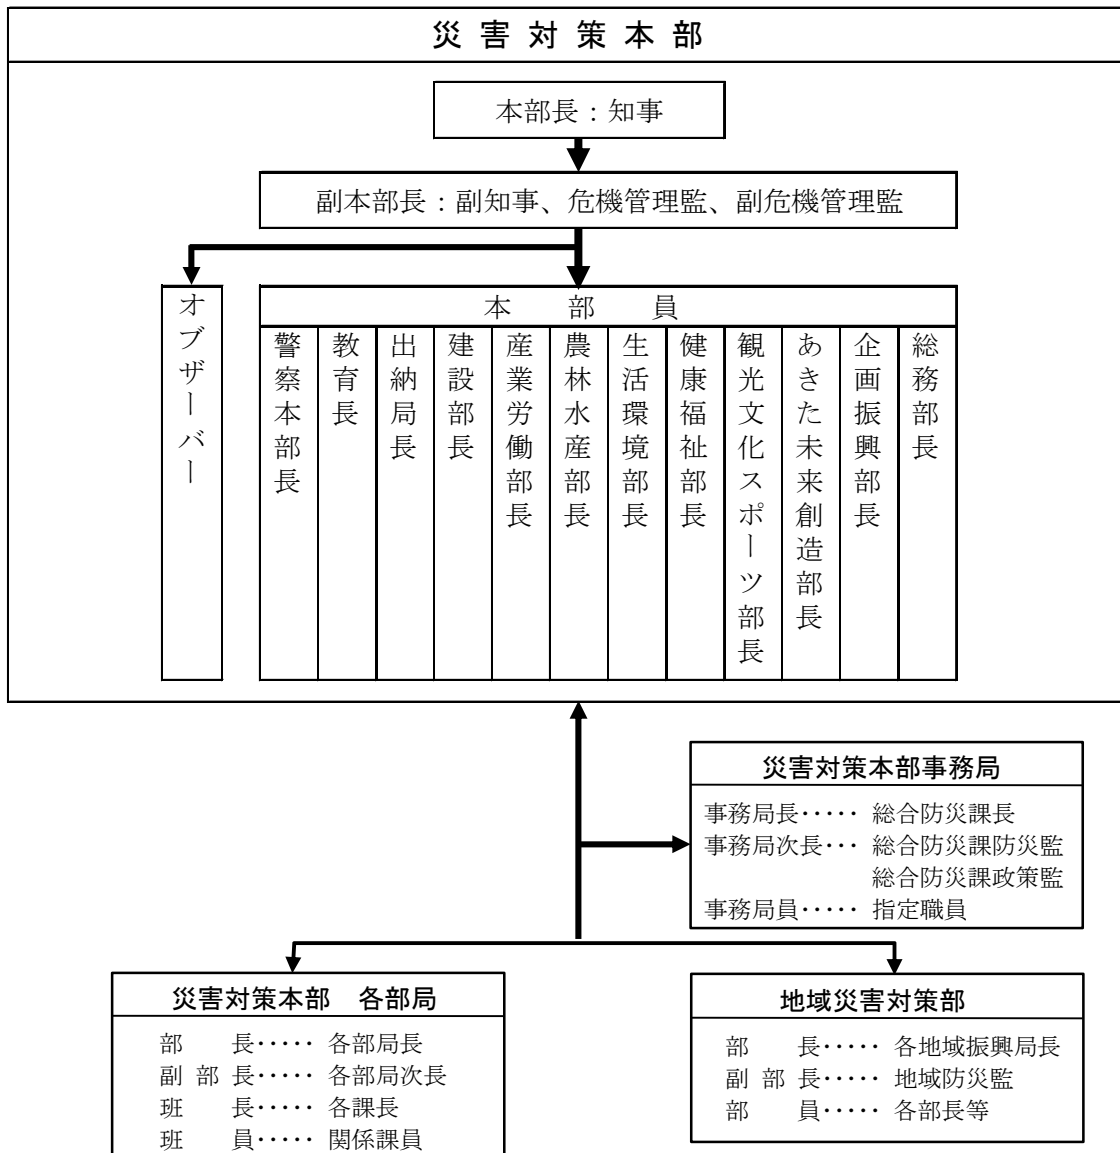 災害対策本部
本部長：知事
副本部長：副知事、危機管理監、副危機管理監
オブザーバー
本部員
総務部長
企画振興部長
あきた未来創造部長
観光文化スポーツ部長
健康福祉部長
生活環境部長
農林水産部長
産業労働部長
建設部長
出納局長
教育長
警察本部長
災害対策本部事務局
事務局長･････ 総合防災課長
事務局次長･･･ 総合防災課防災監
総合防災課政策監
事務局員･････ 指定職員
災害対策本部　各部局
部　　長･････ 各部局長
副 部 長･････ 各部局次長
班　　長･････ 各課長
班　　員･････ 関係課員
地域災害対策部
部　　長･････ 各地域振興局長
副 部 長･････ 地域防災監
部　　員･････ 各部長等